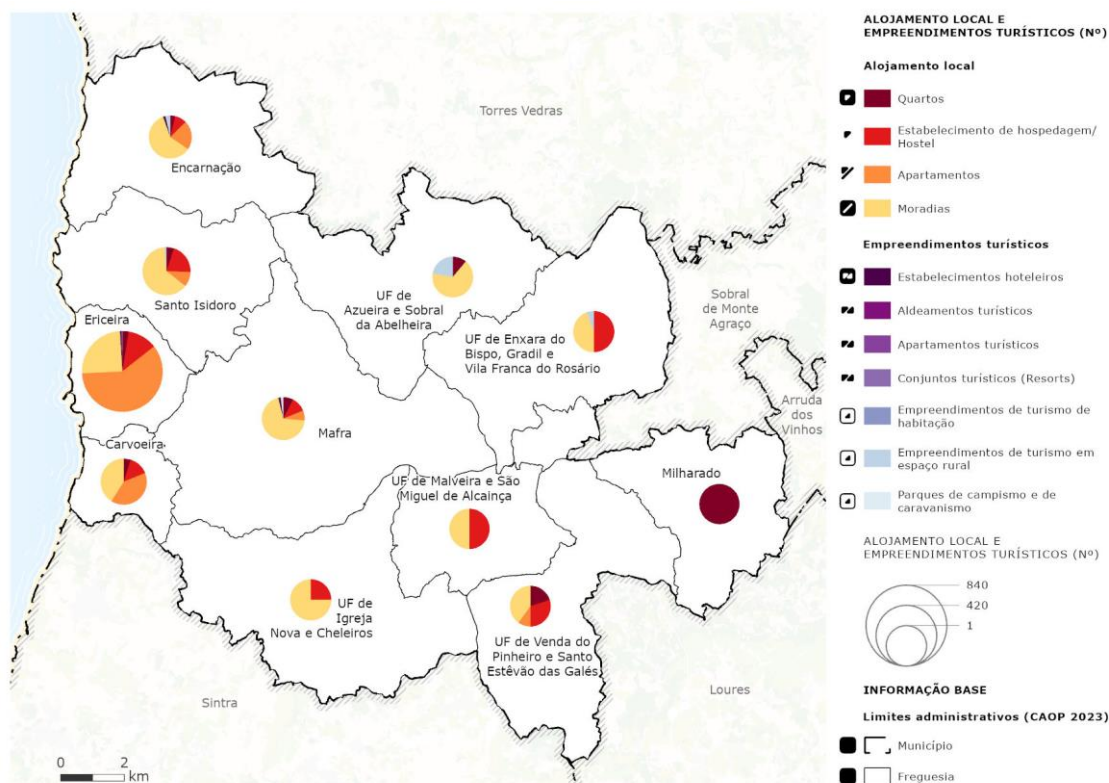 Torres Vedras
Encarnação
Santo Isidoro
Ericeira
UF de
Azueira e Sobral
da Abelheira
UF de Enxara do
Bispo, Gradil e
Vila Franca do Rosário
Sobral
de Monte
Agraço
Arruda
dos
Vinhos
Mafra
Carvoeira
UF de Malveira e São
Miguel de Alcainça
Milharado
UF de
Igreja
Nova e Cheleiros
UF de Venda do
Pinheiro e Santo
Estêvão das Galés
Sintra
Loures
0 2
km
ALOJAMENTO LOCAL E
EMPREENDIMENTOS TURÍSTICOS (Nº)
Alojamento local
Quartos
Estabelecimento de hospedagem/
Hostel
Apartamentos
Moradias
Empreendimentos turísticos
Estabelecimentos hoteleiros
Aldeamentos turísticos
Apartamentos turísticos
Conjuntos turísticos (Resorts)
Empreendimentos de turismo de
habitação
Empreendimentos de turismo em
espaço rural
Parques de campismo e de
caravanismo
ALOJAMENTO LOCAL E
EMPREENDIMENTOS TURÍSTICOS (Nº)
840
420
1
INFORMAÇÃO BASE
Limites administrativos (CAOP 2023)
Município
Freguesia